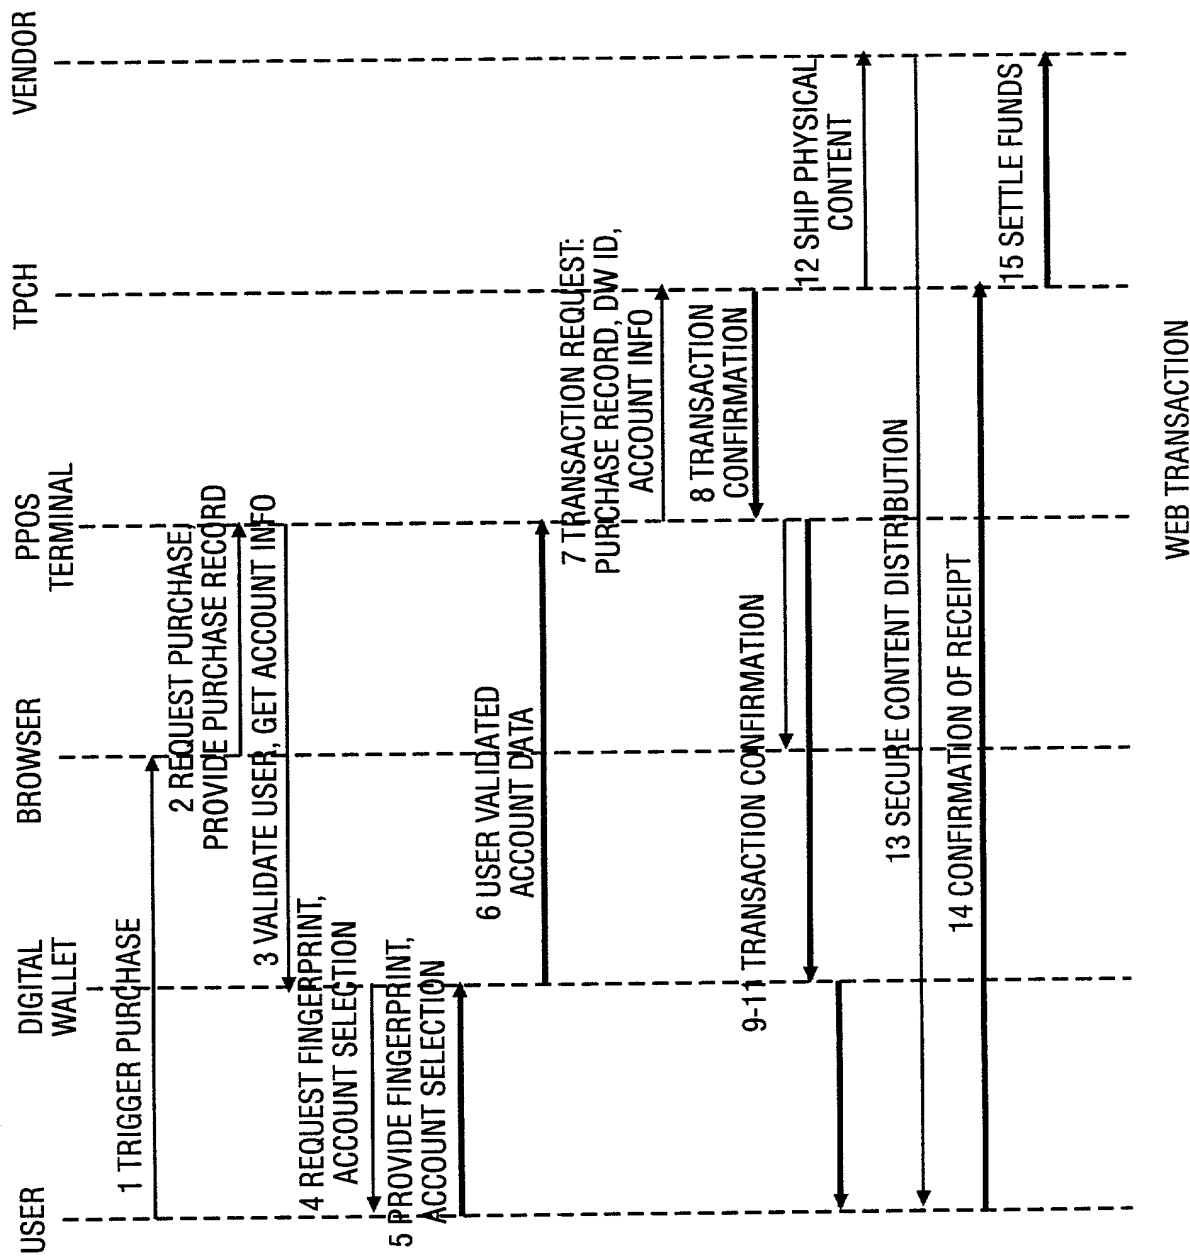 USER
DIGITAL
WALLET
BROWSER
PPOS
TERMINAL
TPCH
VENDOR
1 TRIGGER PURCHASE
2 REQUEST PURCHASE,
PROVIDE PURCHASE RECORD
3 VALIDATE USER, GET ACCOUNT INFO
4 REQUEST FINGERPRINT,
ACCOUNT SELECTION
5 PROVIDE FINGERPRINT,
ACCOUNT SELECTION
6 USER VALIDATED
ACCOUNT DATA
7 TRANSACTION REQUEST:
PURCHASE RECORD, DW ID,
ACCOUNT INFO
8 TRANSACTION
CONFIRMATION
9-11 TRANSACTION CONFIRMATION
12 SHIP PHYSICAL
CONTENT
13 SECURE CONTENT DISTRIBUTION
14 CONFIRMATION OF RECEIPT
15 SETTLE FUNDS
WEB TRANSACTION